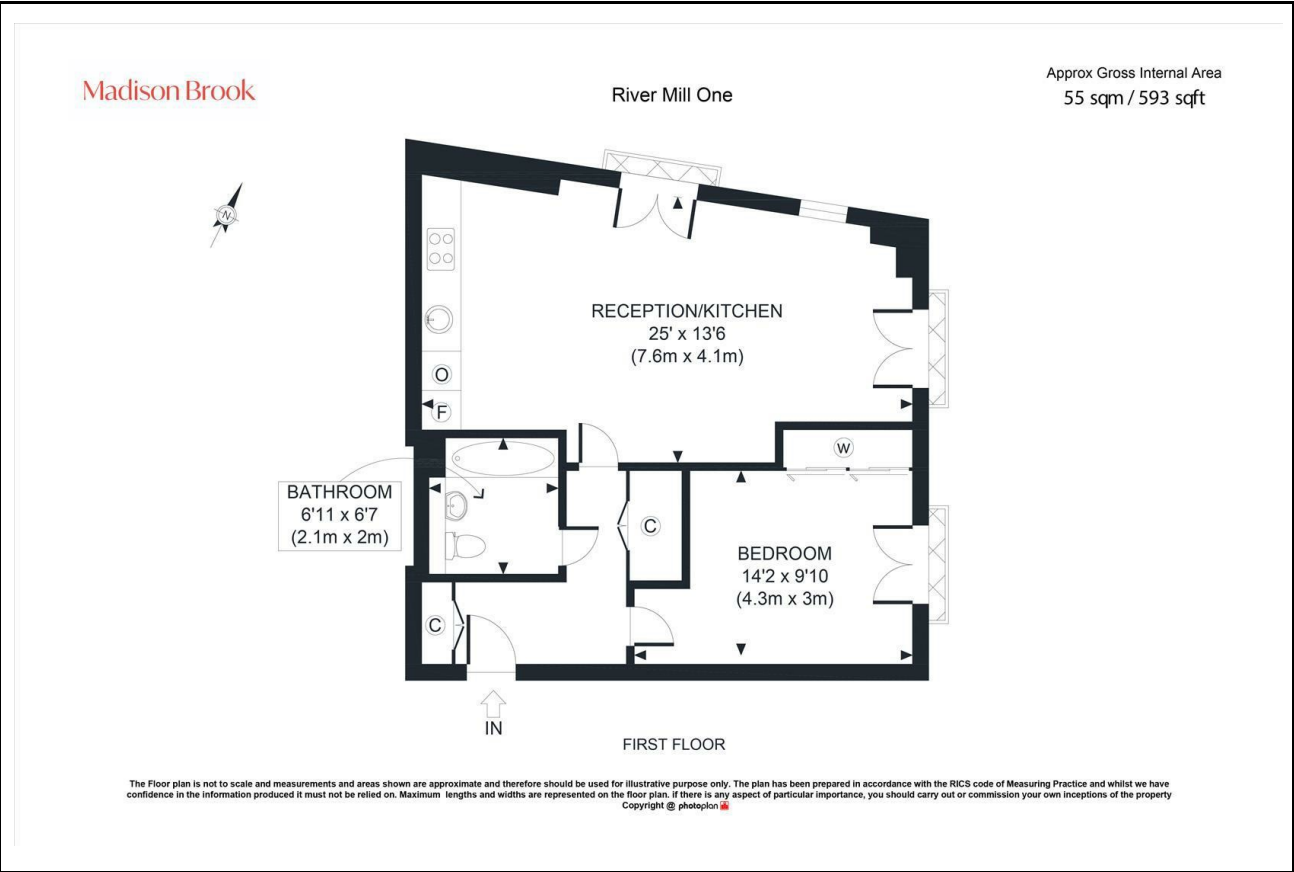 Madison Brook
River Mill One
Approx Gross Internal Area
55 sqm / 593 sqft
N
RECEPTION/KITCHEN
25' x 13'6
(7.6m x 4.1m)
O
F
W
BATHROOM
6'11 x 6'7
(2.1m x 2m)
C
BEDROOM
14'2 x 9'10
(4.3m x 3m)
C
IN
FIRST FLOOR
The Floor plan is not to scale and measurements and areas shown are approximate and therefore should be used for illustrative purpose only. The plan has been prepared in accordance with the RICS code of Measuring Practice and whilst we have
confidence in the information produced it must not be relied on. Maximum lengths and widths are represented on the floor plan. if there is any aspect of particular importance, you should carry out or commission your own inceptions of the property
Copyright @ photoplan